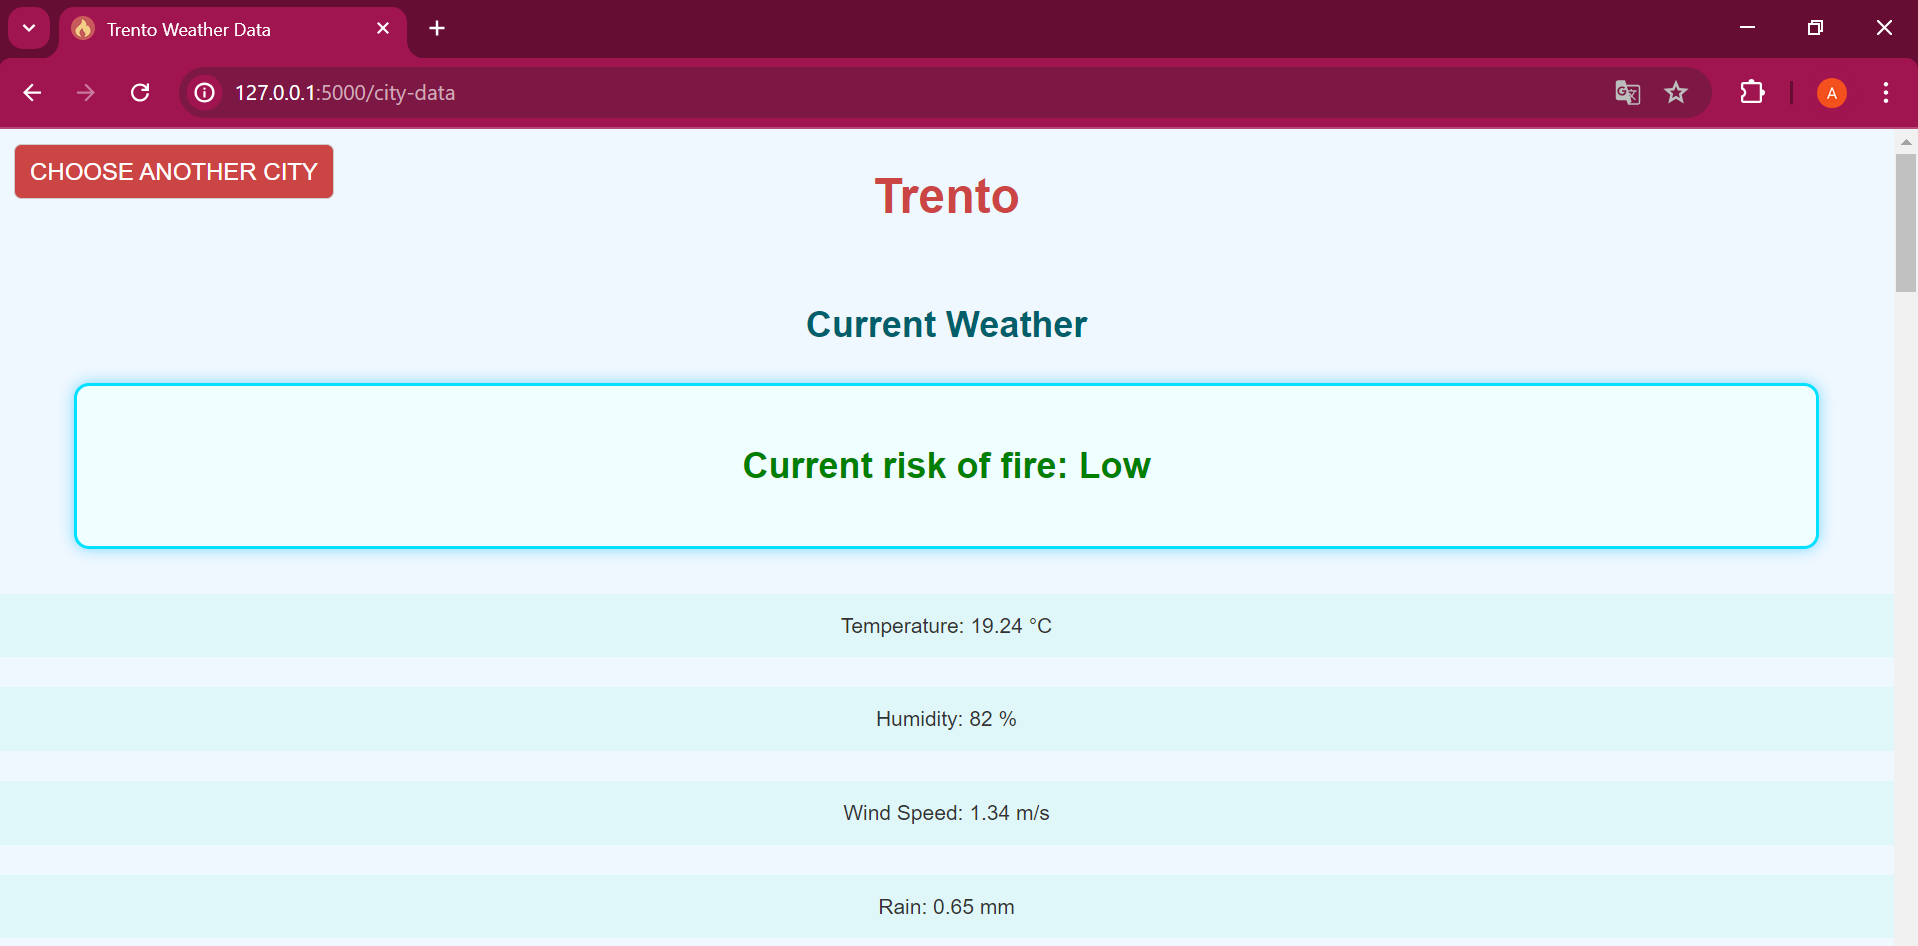 Trento Weather Data
127.0.0.1:5000/city-data
A
CHOOSE ANOTHER CITY
Trento
Current Weather
Current risk of fire: Low
Temperature: 19.24 °C
Humidity: 82 %
Wind Speed: 1.34 m/s
Rain: 0.65 mm